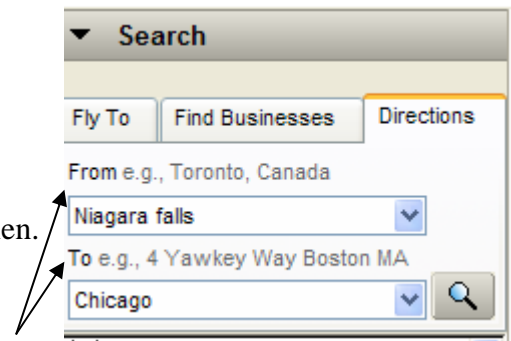 Search
Fly To Find Businesses Directions
From e.g., Toronto, Canada
Niagara falls
en.
To e.g., 4 Yawkey Way Boston MA
Chicago